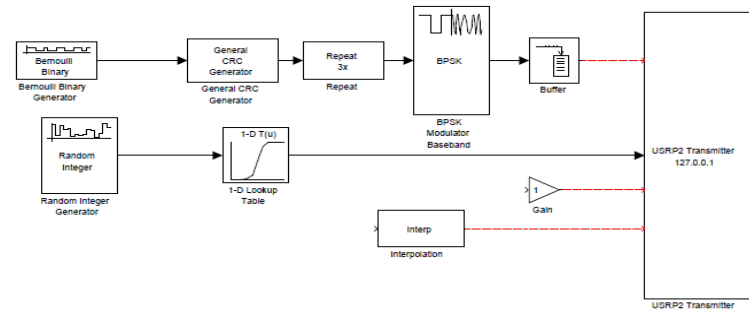 Bernoulli
Binary
Bernoulli Binary
Generator
General
CRC
Generator
General CRC
Generator
Repeat
3x
Repeat
BPSK
BPSK
Modulator
Baseband
Buffer
Random
Integer
Random Integer
Generator
1-D T(u)
1-D Lookup
Table
1
Gain
Interp
Interpolation
USRP2 Transmitter
127.0.0.1
USRP2 Transmitter